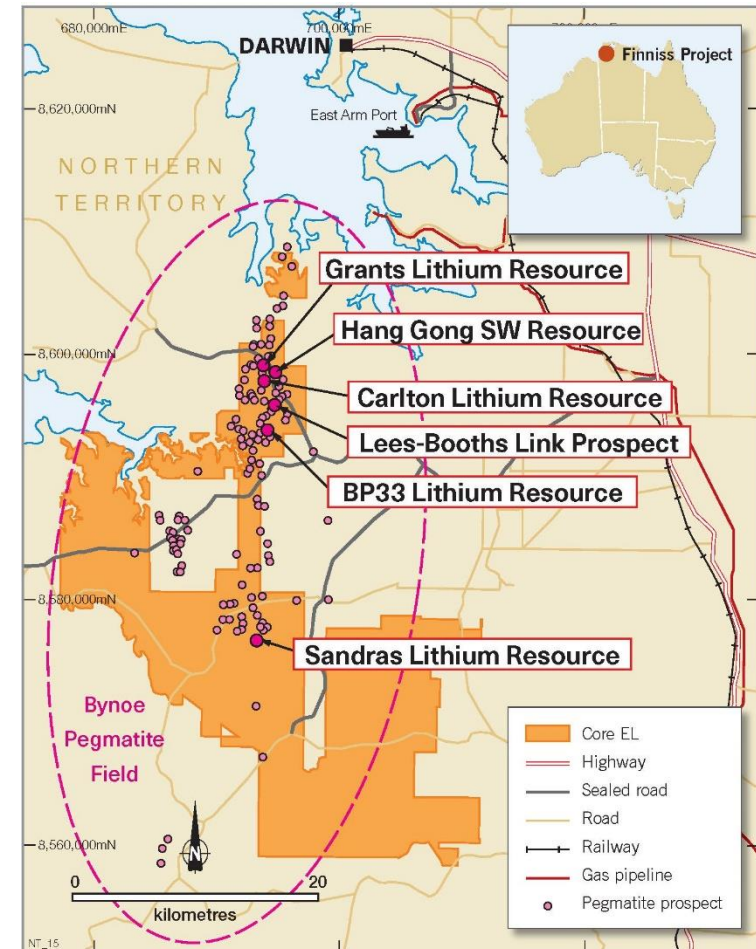 680,000mE
700,000mE
DARWIN
Finniss Project
8,620,000mN
East Arm Port
NORTHERN
TERRITORY
Grants Lithium Resource
Hang Gong SW Resource
8,600,000mN
Carlton Lithium Resource
Lees-Booths Link Prospect
BP33 Lithium Resource
8,580,000mN
Sandras Lithium Resource
Bynoe
Pegmatite
Field
Core EL
Highway
Sealed road
Road
Railway
Gas pipeline
Pegmatite prospect
8,560,000mN
N
0
20
kilometres
NT_15